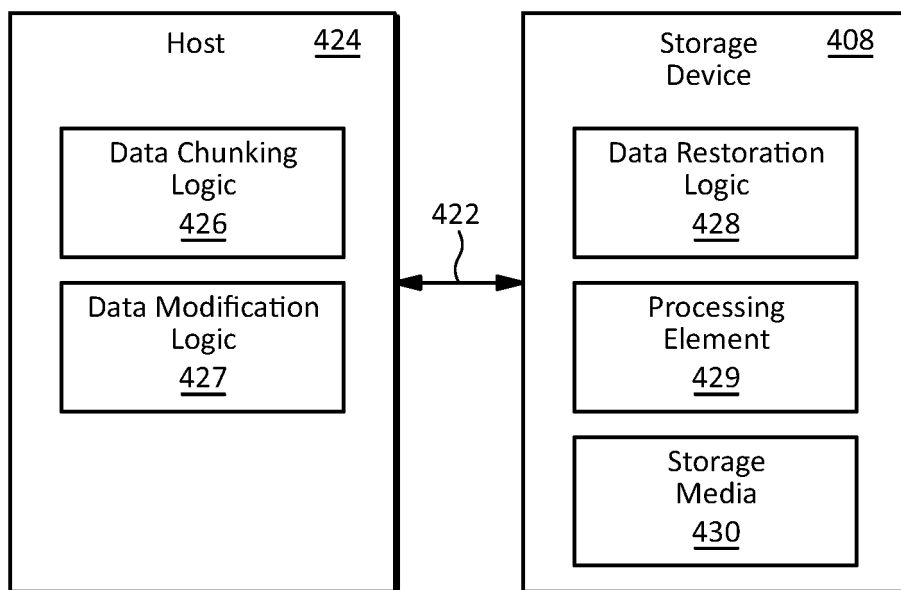 Host 424
Data Chunking
Logic
426
Data Modification
Logic
427
422
Storage 408
Device
Data Restoration
Logic
428
Processing
Element
429
Storage
Media
430